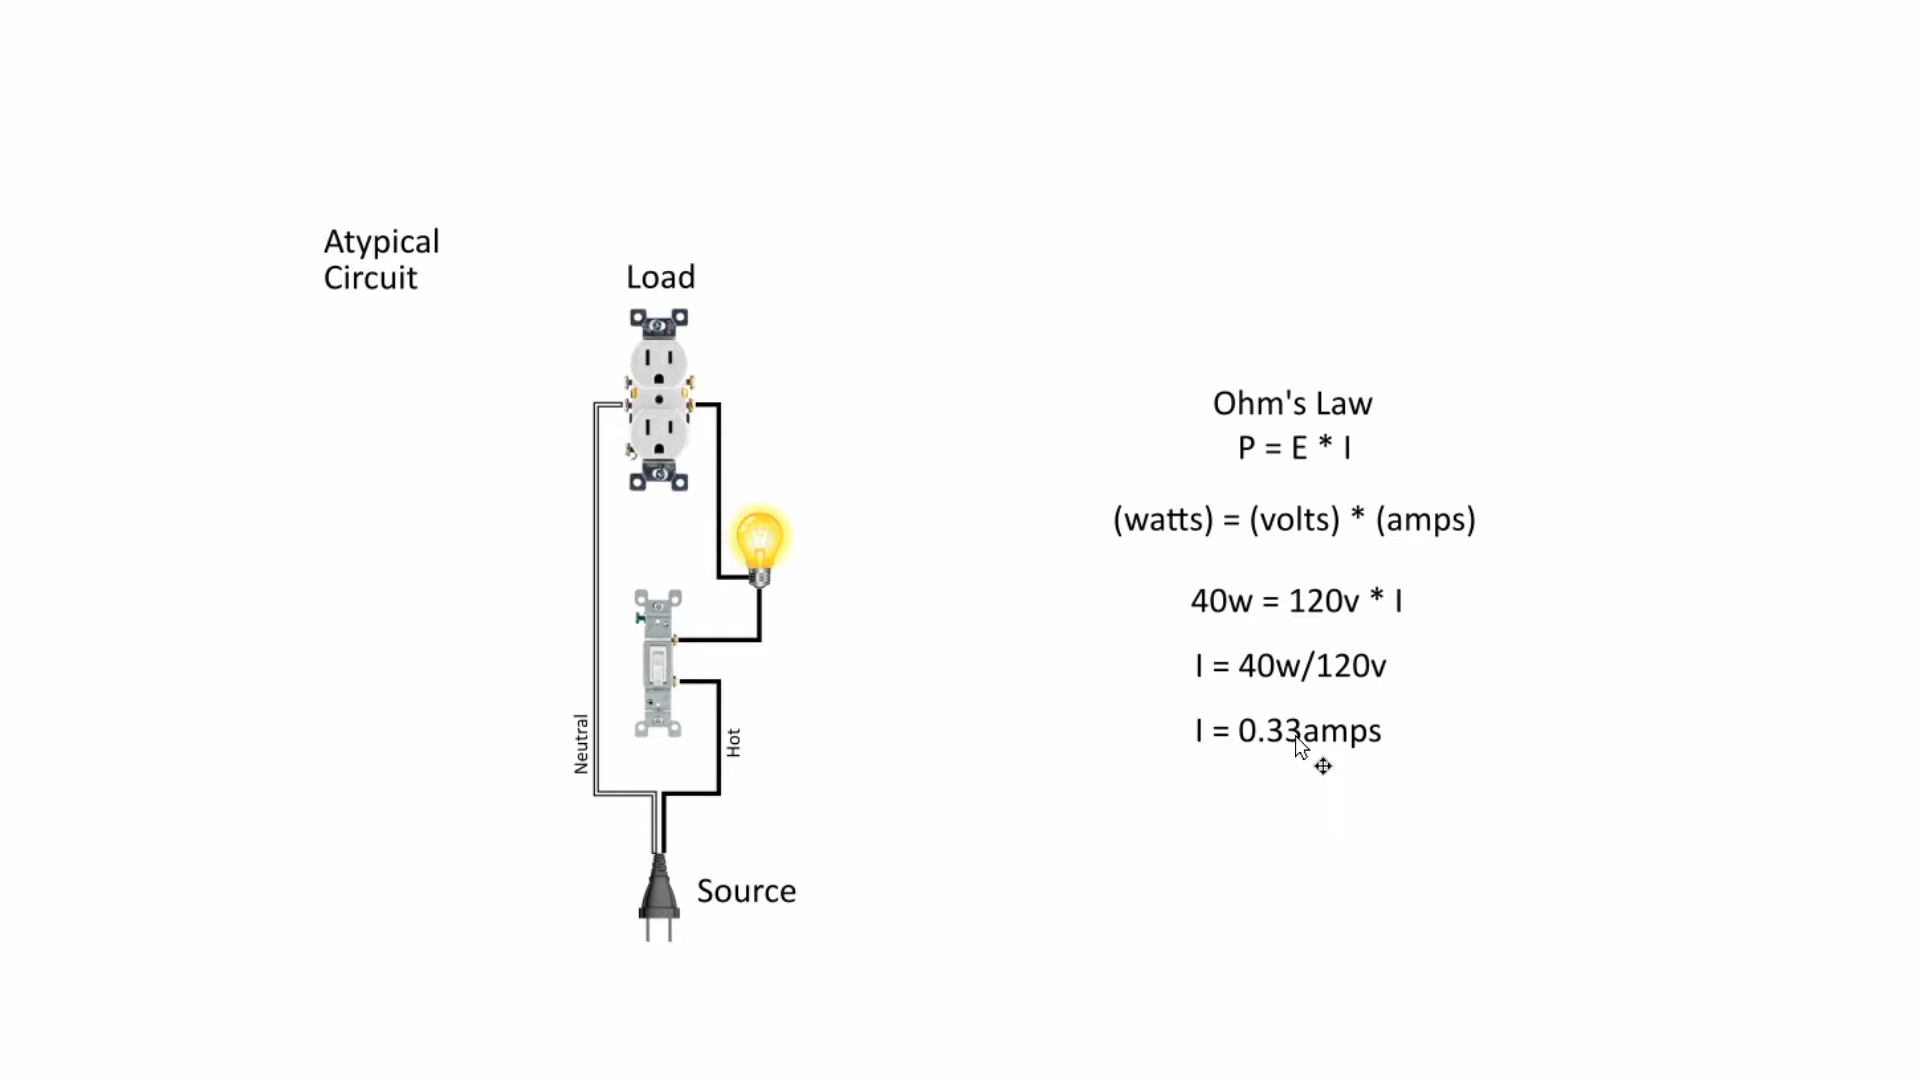 Atypical
Circuit
Load
Neutral
Hot
Source
Ohm's Law
P = E * I
(watts) = (volts) * (amps)
40w = 120v * I
I = 40w/120v
I = 0.33amps